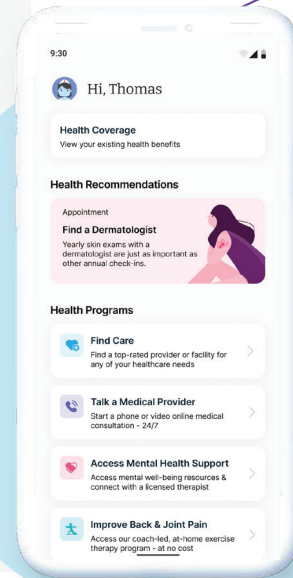 9:30
Hi, Thomas
Health Coverage
View your existing health benefits
Health Recommendations
Appointment
Find a Dermatologist
Yearly skin exams with a
dermatologist are just as important as
other annual check-ins.
Health Programs
Find Care
Find a top-rated provider or facility for
any of your healthcare needs
Talk a Medical Provider
Start a phone or video online medical
consultation - 24/7
Access Mental Health Support
Access mental well-being resources &
connect with a licensed therapist
Improve Back & Joint Pain
Access our coach-led, at-home exercise
therapy program - at no cost